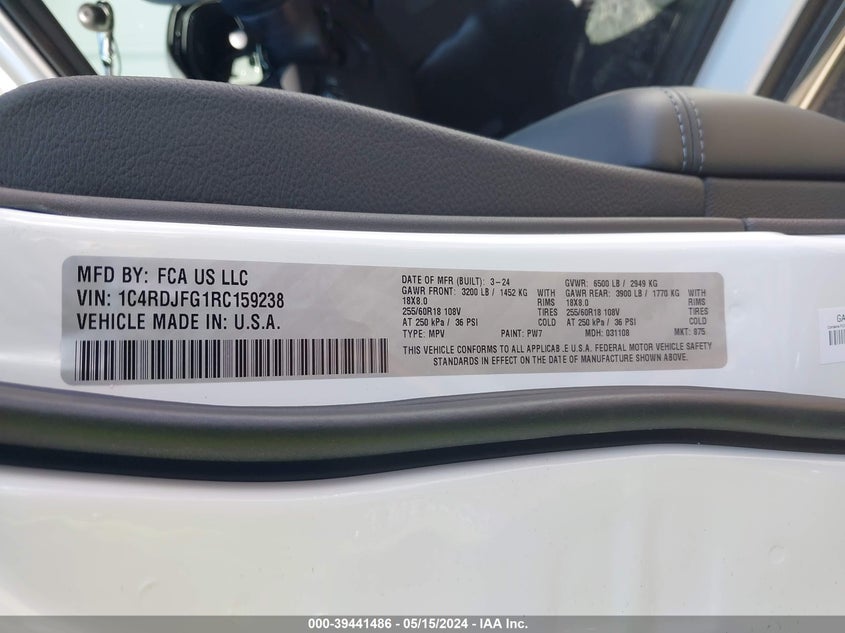 MFD BY: FCA US LLC
VIN: 1C4RDJFG1RC159238
VEHICLE MADE IN: U.S.A.
DATE OF MFR (BUILT): 3-24 GVWR: 6500 LB / 2949 KG
GAWR FRONT: 3200 LB / 1452 KG WITH GAWR REAR: 3900 LB / 1770 KG WITH
18X8.0 RIMS 18X8.0 RIMS
255/60R18 108V TIRES 255/60R18 108V TIRES
AT 250 kPa / 36 PSI COLD AT 250 kPa / 36 PSI COLD
TYPE: MPV PAINT: PW7 MDH: 031108 MKT: 875
THIS VEHICLE CONFORMS TO ALL APPLICAB.E U.S.A. FEDERAL MOTOR VEHICLE SAFETY
STANDARDS IN EFFECT ON THE DATE OF MANUFACTURE SHOWN ABOVE.
GA
000-39441486 - 05/15/2024 - IAA Inc.